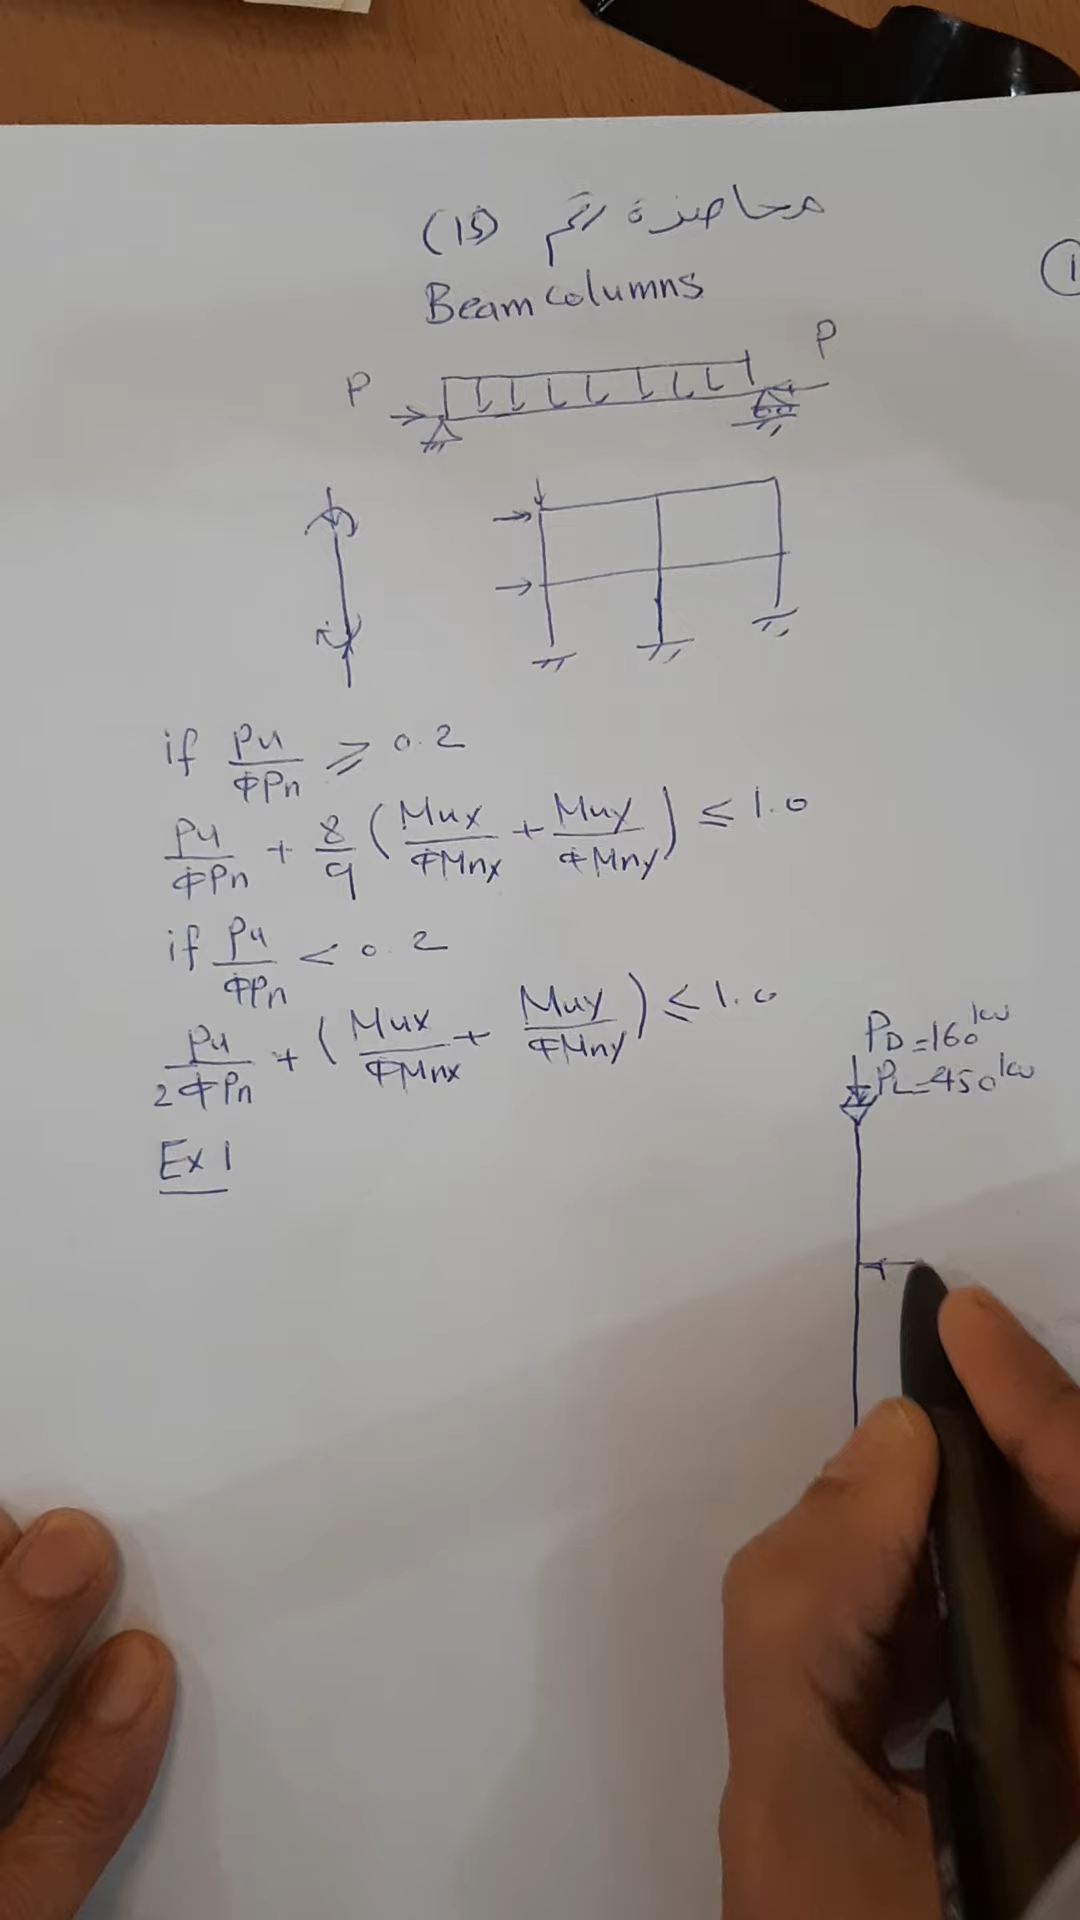 محاضرة رقم (15)
1
Beam columns
P
P
if Pu/ΦPn ≥ 0.2
Pu/ΦPn + 8/9 (Mux/ΦMnx + Muy/ΦMny) ≤ 1.0
if Pu/ΦPn < 0.2
Pu/2ΦPn + (Mux/ΦMnx + Muy/ΦMny) ≤ 1.0
PD=160 kN
PL=450 kN
Ex 1